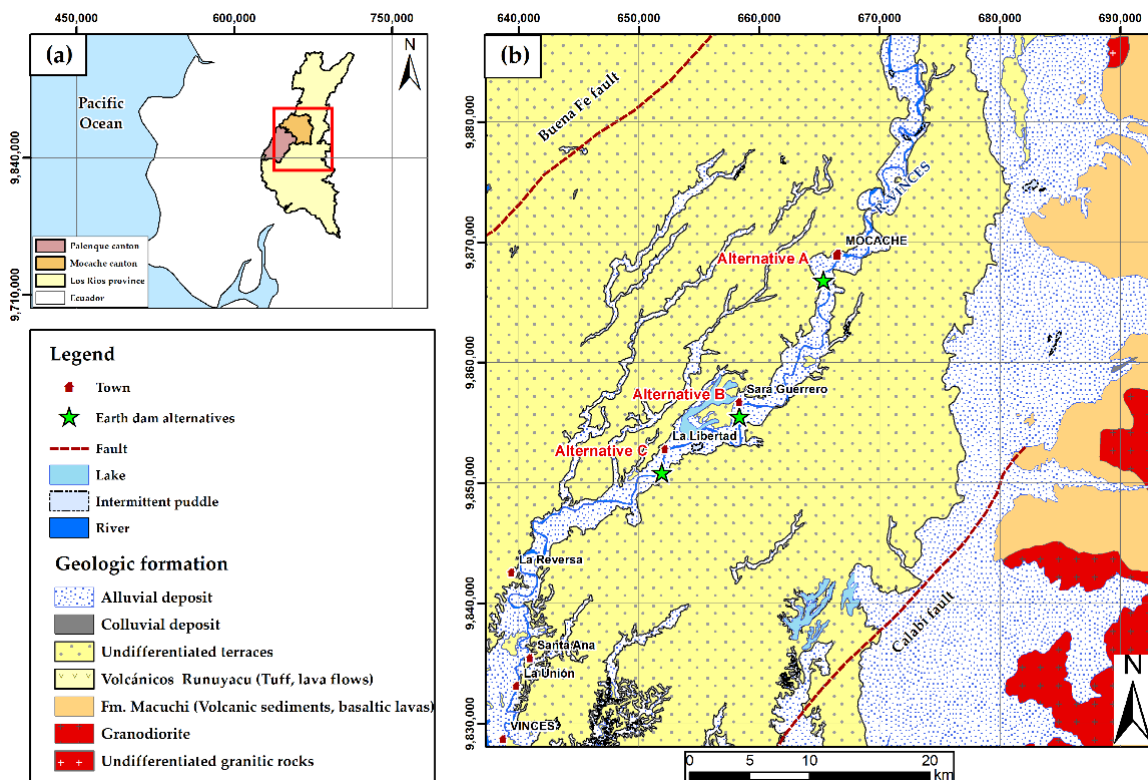 450,000
600,000
750,000
(a)
N
Pacific
Ocean
9,840,000
9,710,000
Palenque canton
Mocache canton
Los Rios province
Ecuador
Legend
Town
Earth dam alternatives
Fault
Lake
Intermittent puddle
River
Geologic formation
Alluvial deposit
Colluvial deposit
Undifferentiated terraces
Volcánicos Runuyacu (Tuff, lava flows)
Fm. Macuchi (Volcanic sediments, basaltic lavas)
Granodiorite
Undifferentiated granitic rocks
640,000
650,000
660,000
670,000
680,000
690,000
(b)
9,880,000
9,870,000
9,860,000
9,850,000
9,840,000
9,830,000
Buena Fe fault
R. VINCES
MOCACHE
Alternative A
Sara Guerrero
Alternative B
La Libertad
Alternative C
La Reversa
Calabi fault
Santa Ana
La Unión
VINCES
N
0
5
10
20
km